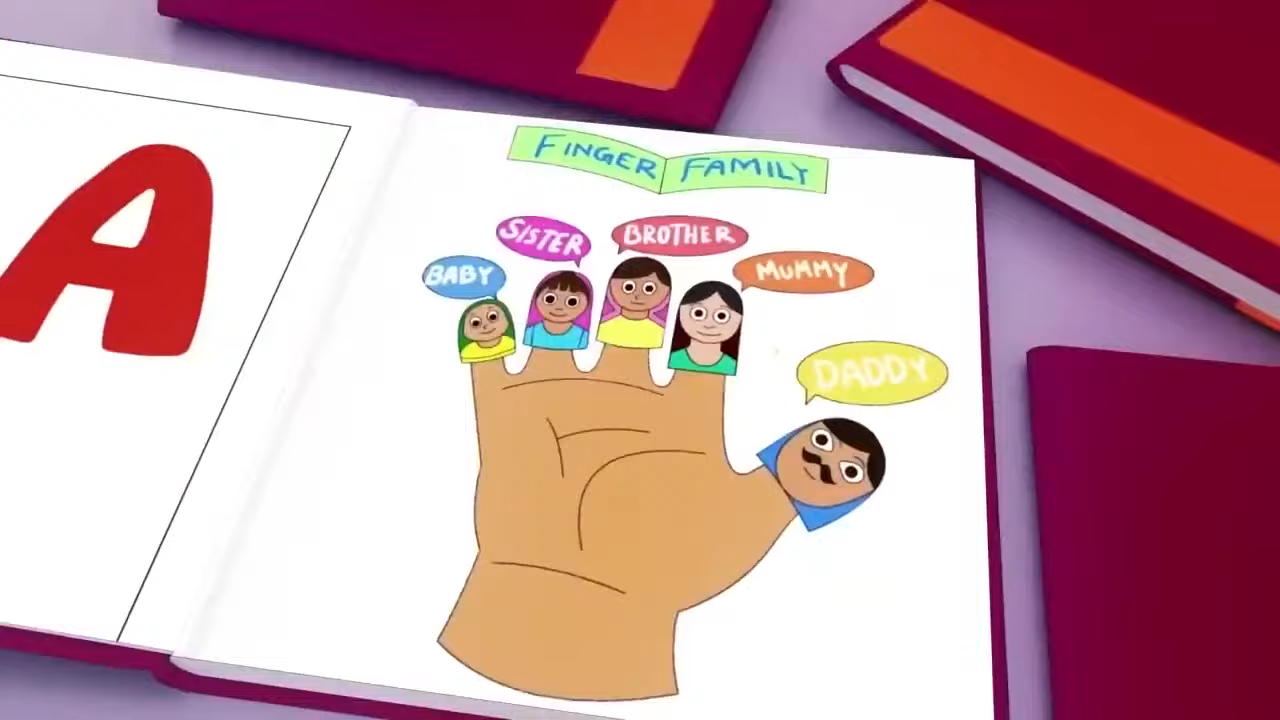 A
FINGER FAMILY
SISTER
BROTHER
BABY
MUMMY
DADDY